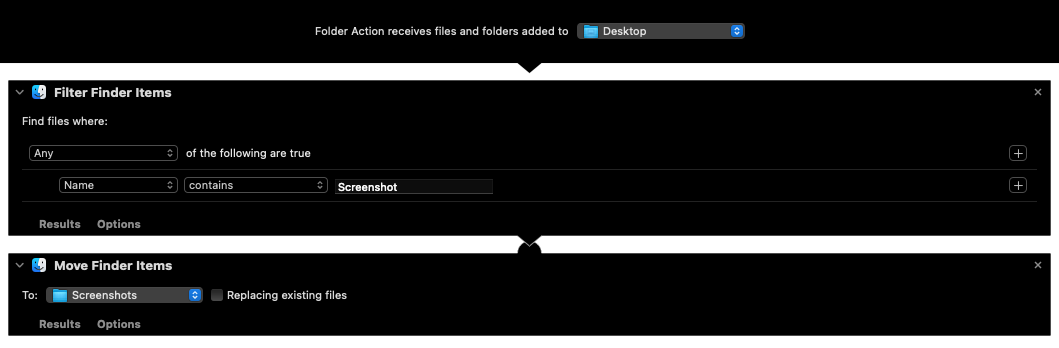 Folder Action receives files and folders added to Desktop
Filter Finder Items
Find files where:
Any of the following are true
Name contains Screenshot
Results Options
Move Finder Items
To: Screenshots Replacing existing files
Results Options